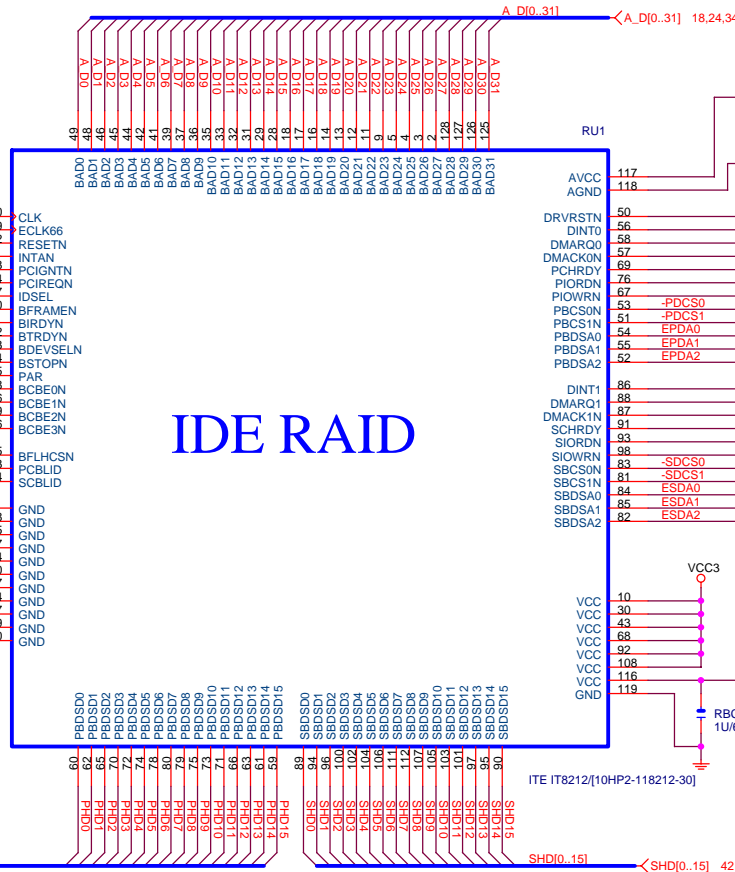 A_D[0..31]
A_D[0..31] 18,24,34
A_D0
A_D1
A_D2
A_D3
A_D4
A_D5
A_D6
A_D7
A_D8
A_D9
A_D10
A_D11
A_D12
A_D13
A_D14
A_D15
A_D16
A_D17
A_D18
A_D19
A_D20
A_D21
A_D22
A_D23
A_D24
A_D25
A_D26
A_D27
A_D28
A_D29
A_D30
A_D31
49
48
46
45
44
42
41
39
37
36
35
33
32
31
29
28
18
17
16
14
13
12
11
9
5
4
3
2
128
127
126
125
RU1
BAD0
BAD1
BAD2
BAD3
BAD4
BAD5
BAD6
BAD7
BAD8
BAD9
BAD10
BAD11
BAD12
BAD13
BAD14
BAD15
BAD16
BAD17
BAD18
BAD19
BAD20
BAD21
BAD22
BAD23
BAD24
BAD25
BAD26
BAD27
BAD28
BAD29
BAD30
BAD31
CLK
ECLK66
RESETN
INTAN
PCIGNTN
PCIREQN
IDSEL
BFRAMEN
BIRDYN
BTRDYN
BDEVSELN
BSTOPN
PAR
BCBE0N
BCBE1N
BCBE2N
BCBE3N
BFLHCSN
PCBLID
SCBLID
GND
GND
GND
GND
GND
GND
GND
GND
GND
GND
GND
IDE RAID
AVCC 117
AGND 118
DRVRSTN 50
DINT0 56
DMARQ0 58
DMACK0N 57
PCHRDY 69
PIORDN 76
PIOWRN 67
PBCS0N 53 -PDCS0
PBCS1N 51 -PDCS1
PBDSA0 54 EPDA0
PBDSA1 55 EPDA1
PBDSA2 52 EPDA2
DINT1 86
DMARQ1 88
DMACK1N 87
SCHRDY 91
SIORDN 93
SIOWRN 98
SBCS0N 83 -SDCS0
SBCS1N 81 -SDCS1
SBDSA0 84 ESDA0
SBDSA1 85 ESDA1
SBDSA2 82 ESDA2
VCC3
VCC 10
VCC 30
VCC 43
VCC 68
VCC 92
VCC 108
VCC 116
GND 119
1U/6
ITE IT8212/[10HP2-118212-30]
PBDSD0
PBDSD1
PBDSD2
PBDSD3
PBDSD4
PBDSD5
PBDSD6
PBDSD7
PBDSD8
PBDSD9
PBDSD10
PBDSD11
PBDSD12
PBDSD13
PBDSD14
PBDSD15
SBDSD0
SBDSD1
SBDSD2
SBDSD3
SBDSD4
SBDSD5
SBDSD6
SBDSD7
SBDSD8
SBDSD9
SBDSD10
SBDSD11
SBDSD12
SBDSD13
SBDSD14
SBDSD15
60
62
65
70
72
74
78
80
79
75
73
71
66
63
61
59
89
94
96
100
102
104
106
111
112
107
105
103
101
97
95
90
PHD0
PHD1
PHD2
PHD3
PHD4
PHD5
PHD6
PHD7
PHD8
PHD9
PHD10
PHD11
PHD12
PHD13
PHD14
PHD15
SHD0
SHD1
SHD2
SHD3
SHD4
SHD5
SHD6
SHD7
SHD8
SHD9
SHD10
SHD11
SHD12
SHD13
SHD14
SHD15
SHD[0..15]
SHD[0..15] 42